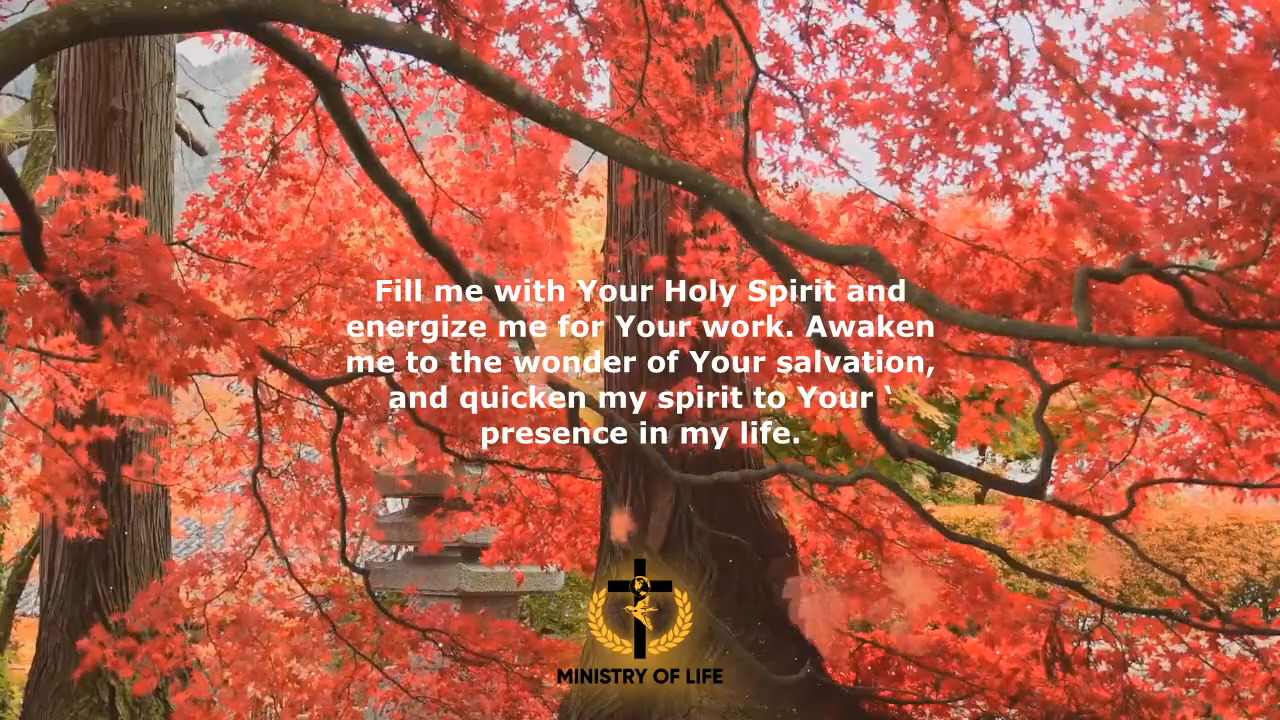 Fill me with Your Holy Spirit and
energize me for Your work. Awaken
me to the wonder of Your salvation,
and quicken my spirit to Your ‘
presence in my life.
MINISTRY OF LIFE